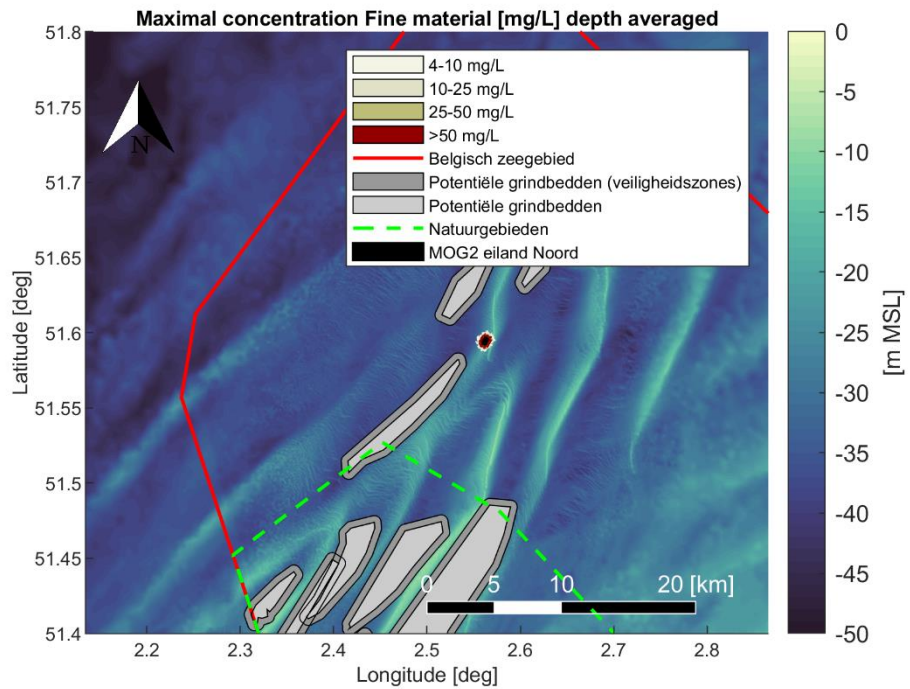 Maximal concentration Fine material [mg/L] depth averaged
4-10 mg/L
10-25 mg/L
25-50 mg/L
>50 mg/L
Belgisch zeegebied
Potentiële grindbedden (veiligheidszones)
Potentiële grindbedden
Natuurgebieden
MOG2 eiland Noord
N
51.8
51.75
51.7
51.65
51.6
51.55
51.5
51.45
51.4
Latitude [deg]
0
5
10
20 [km]
2.2
2.3
2.4
2.5
2.6
2.7
2.8
Longitude [deg]
0
-5
-10
-15
-20
-25
-30
-35
-40
-45
-50
[m MSL]